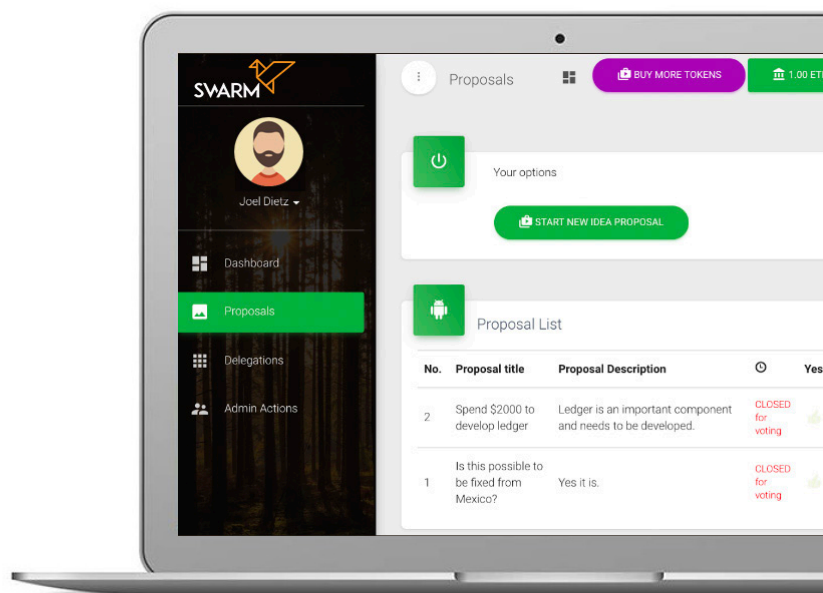 SWARM
Joel Dietz
Dashboard
Proposals
Delegations
Admin Actions
Proposals
BUY MORE TOKENS
1.00 ET
Your options
START NEW IDEA PROPOSAL
Proposal List
No. Proposal title Proposal Description Yes
2 Spend $2000 to develop ledger Ledger is an important component and needs to be developed. CLOSED for voting
1 Is this possible to be fixed from Mexico? Yes it is. CLOSED for voting